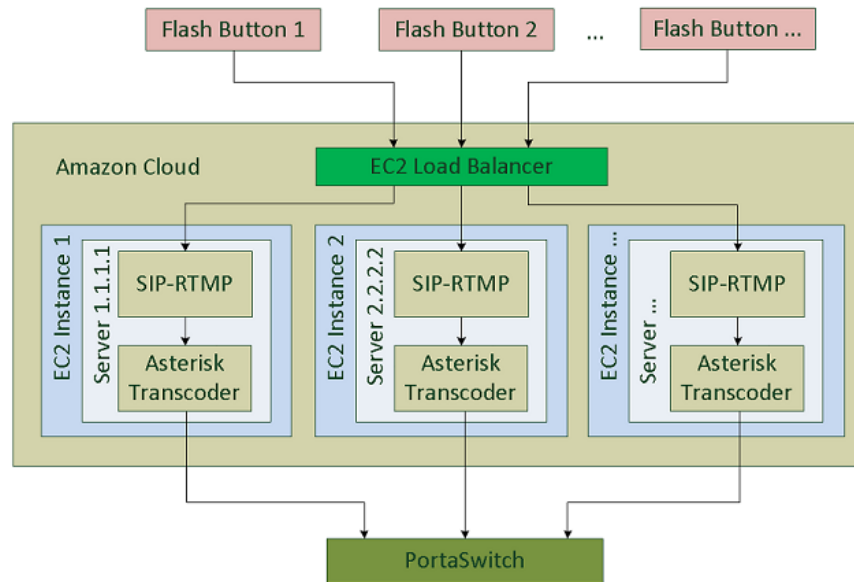 Flash Button 1
Flash Button 2
...
Flash Button ...
Amazon Cloud
EC2 Load Balancer
EC2 Instance 1
Server 1.1.1.1
SIP-RTMP
Asterisk
Transcoder
EC2 Instance 2
Server 2.2.2.2
SIP-RTMP
Asterisk
Transcoder
EC2 Instance ...
Server ...
SIP-RTMP
Asterisk
Transcoder
PortaSwitch